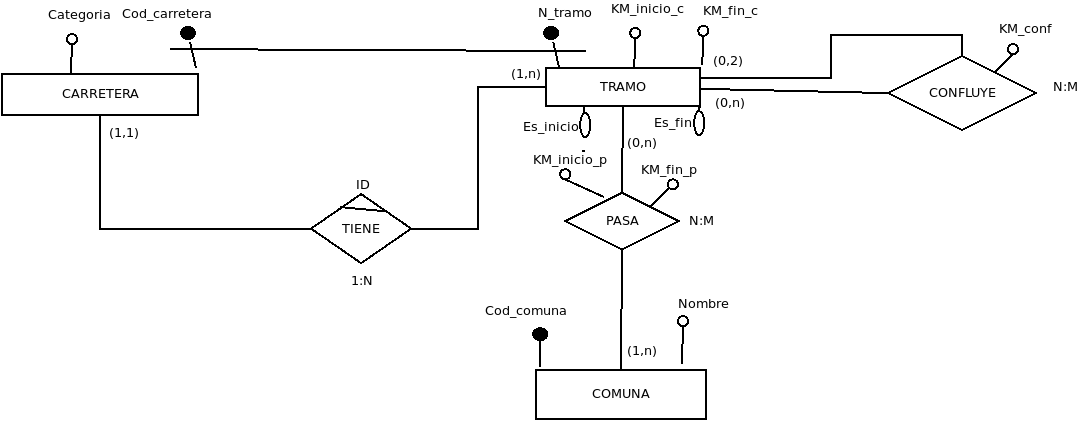 Categoria
Cod_carretera
N_tramo
KM_inicio_c
KM_fin_c
KM_conf
CARRETERA
(1,n)
TRAMO
(0,2)
(0,n)
CONFLUYE
N:M
(1,1)
Es_inicio
Es_fin
(0,n)
KM_inicio_p
KM_fin_p
ID
TIENE
PASA
N:M
1:N
Cod_comuna
Nombre
(1,n)
COMUNA